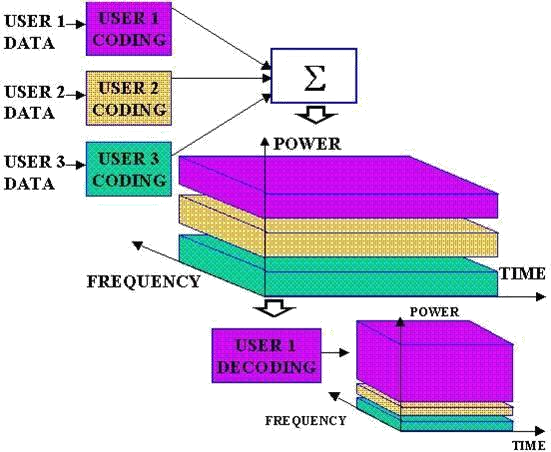 USER 1
DATA
USER 1
CODING
USER 2
DATA
USER 2
CODING
USER 3
DATA
USER 3
CODING
Σ
POWER
FREQUENCY
TIME
USER 1
DECODING
POWER
FREQUENCY
TIME